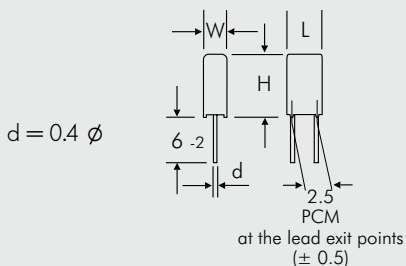 W
L
H
d = 0.4 ϕ
6 -2
d
2.5
PCM
at the lead exit points
(± 0.5)